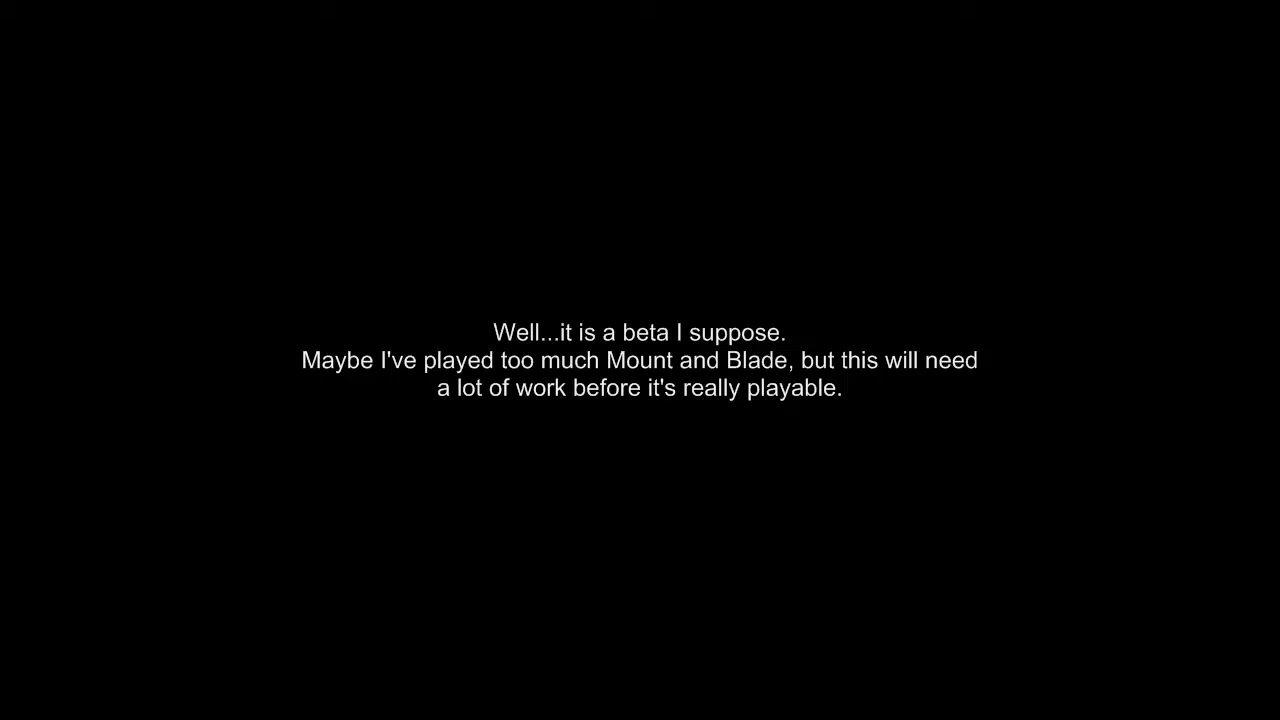 Well...it is a beta I suppose.
Maybe I've played too much Mount and Blade, but this will need
a lot of work before it's really playable.